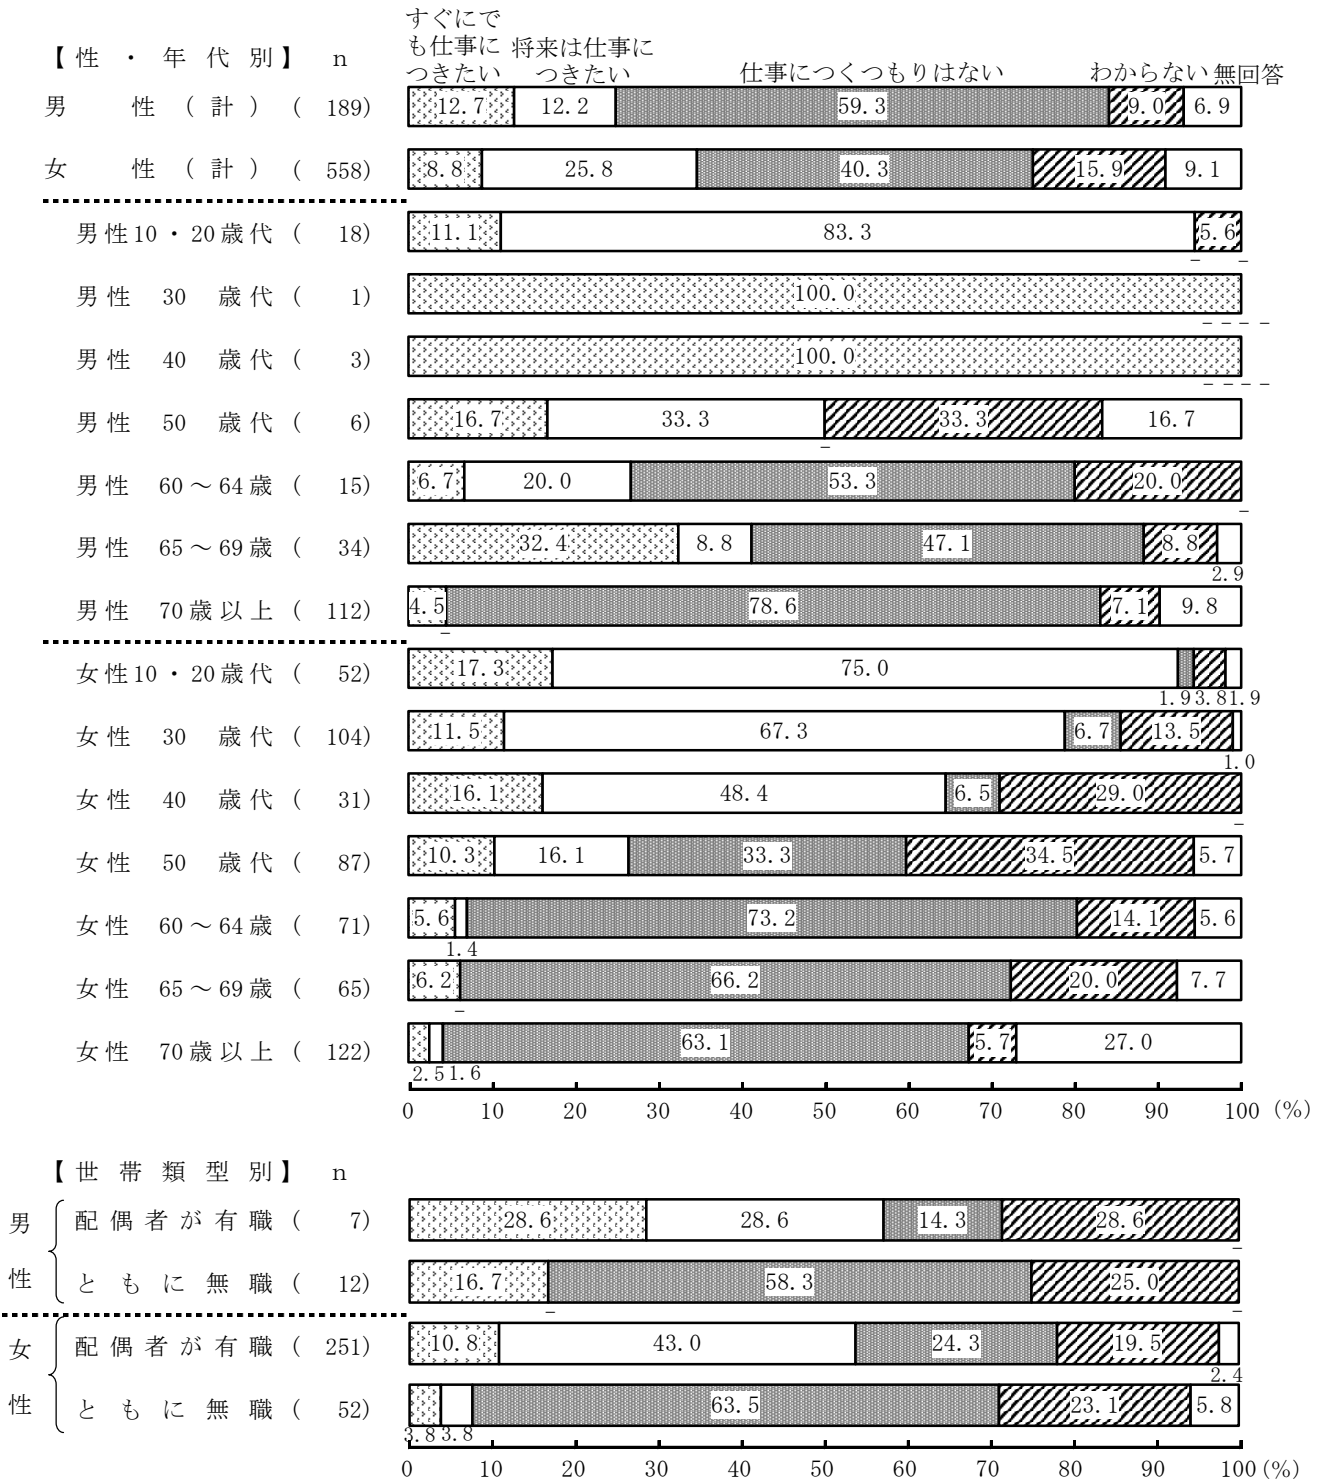 すぐにで
も仕事に 将来は仕事に
【性・年代別】 n つきたい つきたい 仕事につくつもりはない わからない 無回答
男性（計）( 189) 12.7 12.2 59.3 9.0 6.9
女性（計）( 558) 8.8 25.8 40.3 15.9 9.1
男性10・20歳代( 18) 11.1 83.3 5.6
－ －
男性 30 歳代( 1) 100.0
－－－－
男性 40 歳代( 3) 100.0
－－－－
男性 50 歳代( 6) 16.7 33.3 33.3 16.7
－
男性 60～64歳( 15) 6.7 20.0 53.3 20.0
－
男性 65～69歳( 34) 32.4 8.8 47.1 8.8
2.9
男性 70歳以上( 112) 4.5 78.6 7.1 9.8
－
女性10・20歳代( 52) 17.3 75.0
1.9 3.8 1.9
女性 30 歳代( 104) 11.5 67.3 6.7 13.5
1.0
女性 40 歳代( 31) 16.1 48.4 6.5 29.0
－
女性 50 歳代( 87) 10.3 16.1 33.3 34.5 5.7
女性 60～64歳( 71) 5.6 73.2 14.1 5.6
1.4
女性 65～69歳( 65) 6.2 66.2 20.0 7.7
－
女性 70歳以上( 122) 63.1 5.7 27.0
2.5 1.6
0 10 20 30 40 50 60 70 80 90 100 (%)
【世帯類型別】 n
男性
配偶者が有職( 7) 28.6 28.6 14.3 28.6
－
ともに無職( 12) 16.7 58.3 25.0
－ －
女性
配偶者が有職( 251) 10.8 43.0 24.3 19.5
2.4
ともに無職( 52) 63.5 23.1 5.8
3.8 3.8
0 10 20 30 40 50 60 70 80 90 100 (%)